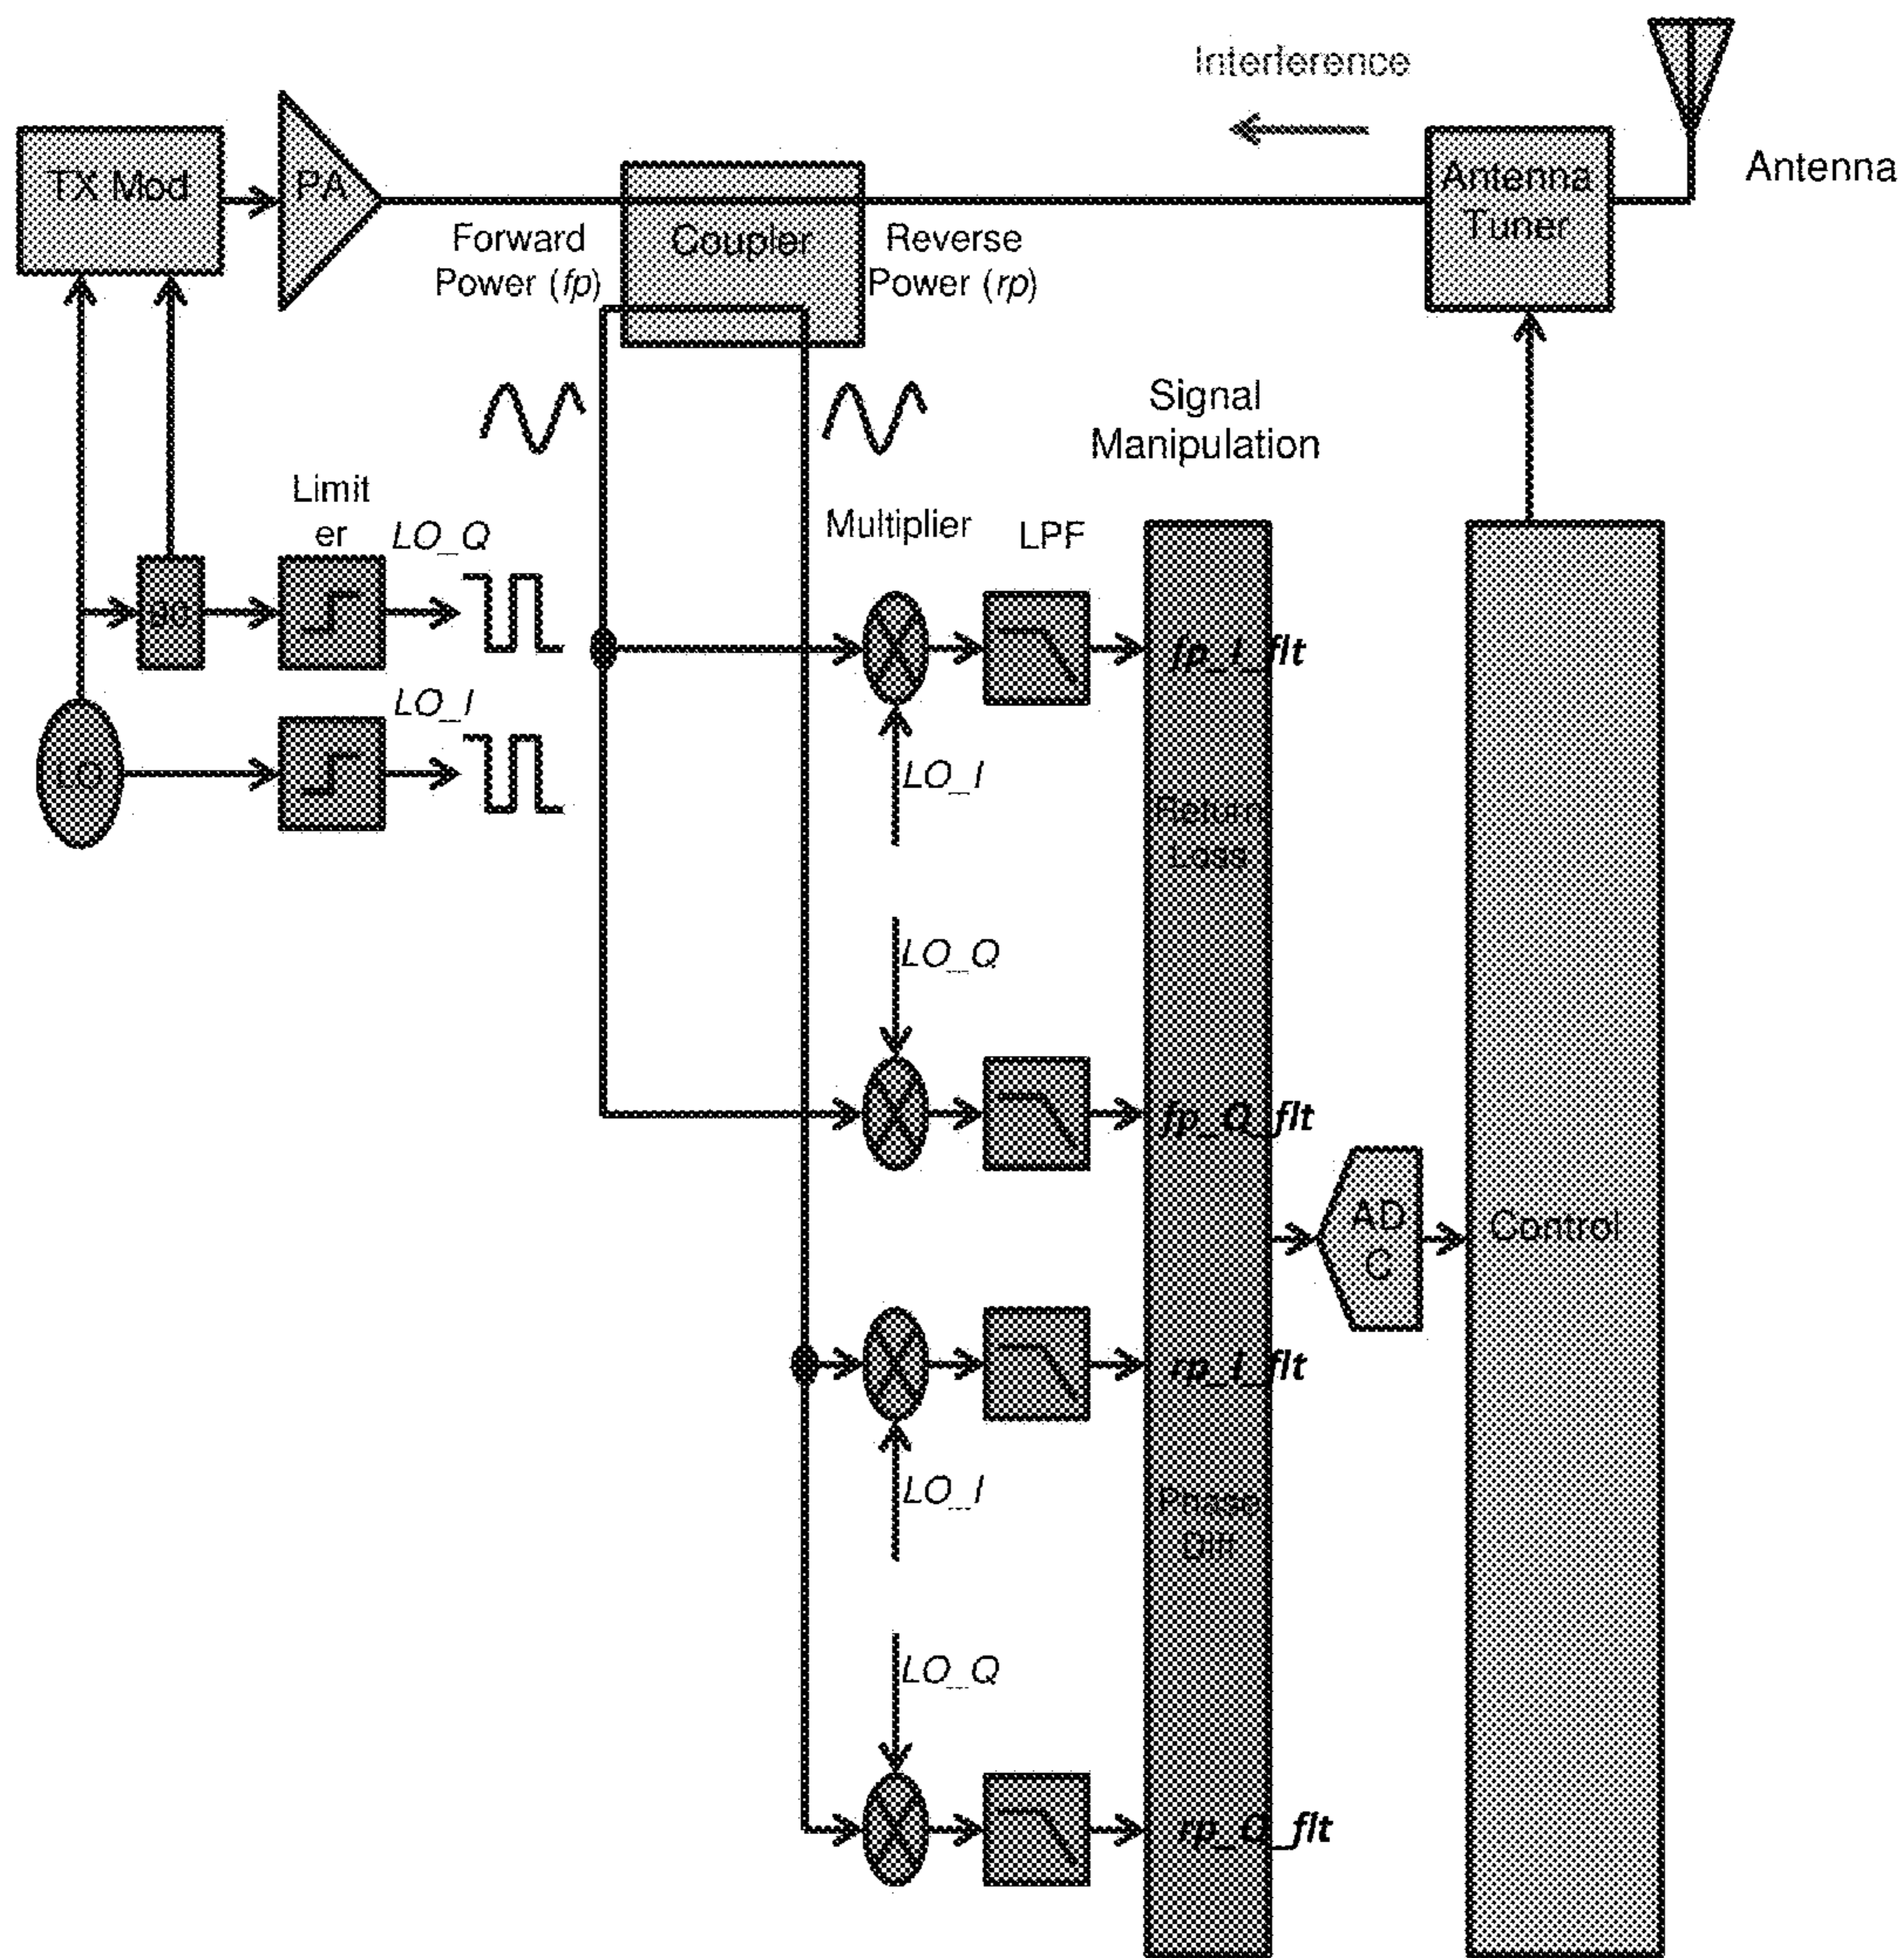 Interference
Antenna
TX Mod
PA
Antenna
Tuner
Forward
Power (fp)
Coupler
Reverse
Power (rp)
Signal
Manipulation
Limit
er
LO_Q
Multiplier
LPF
90
fp_I_flt
LO_I
LO
LO_I
Return
Loss
LO_Q
fp_Q_flt
AD
C
Control
rp_I_flt
LO_I
Phase
Diff
LO_Q
rp_Q_flt